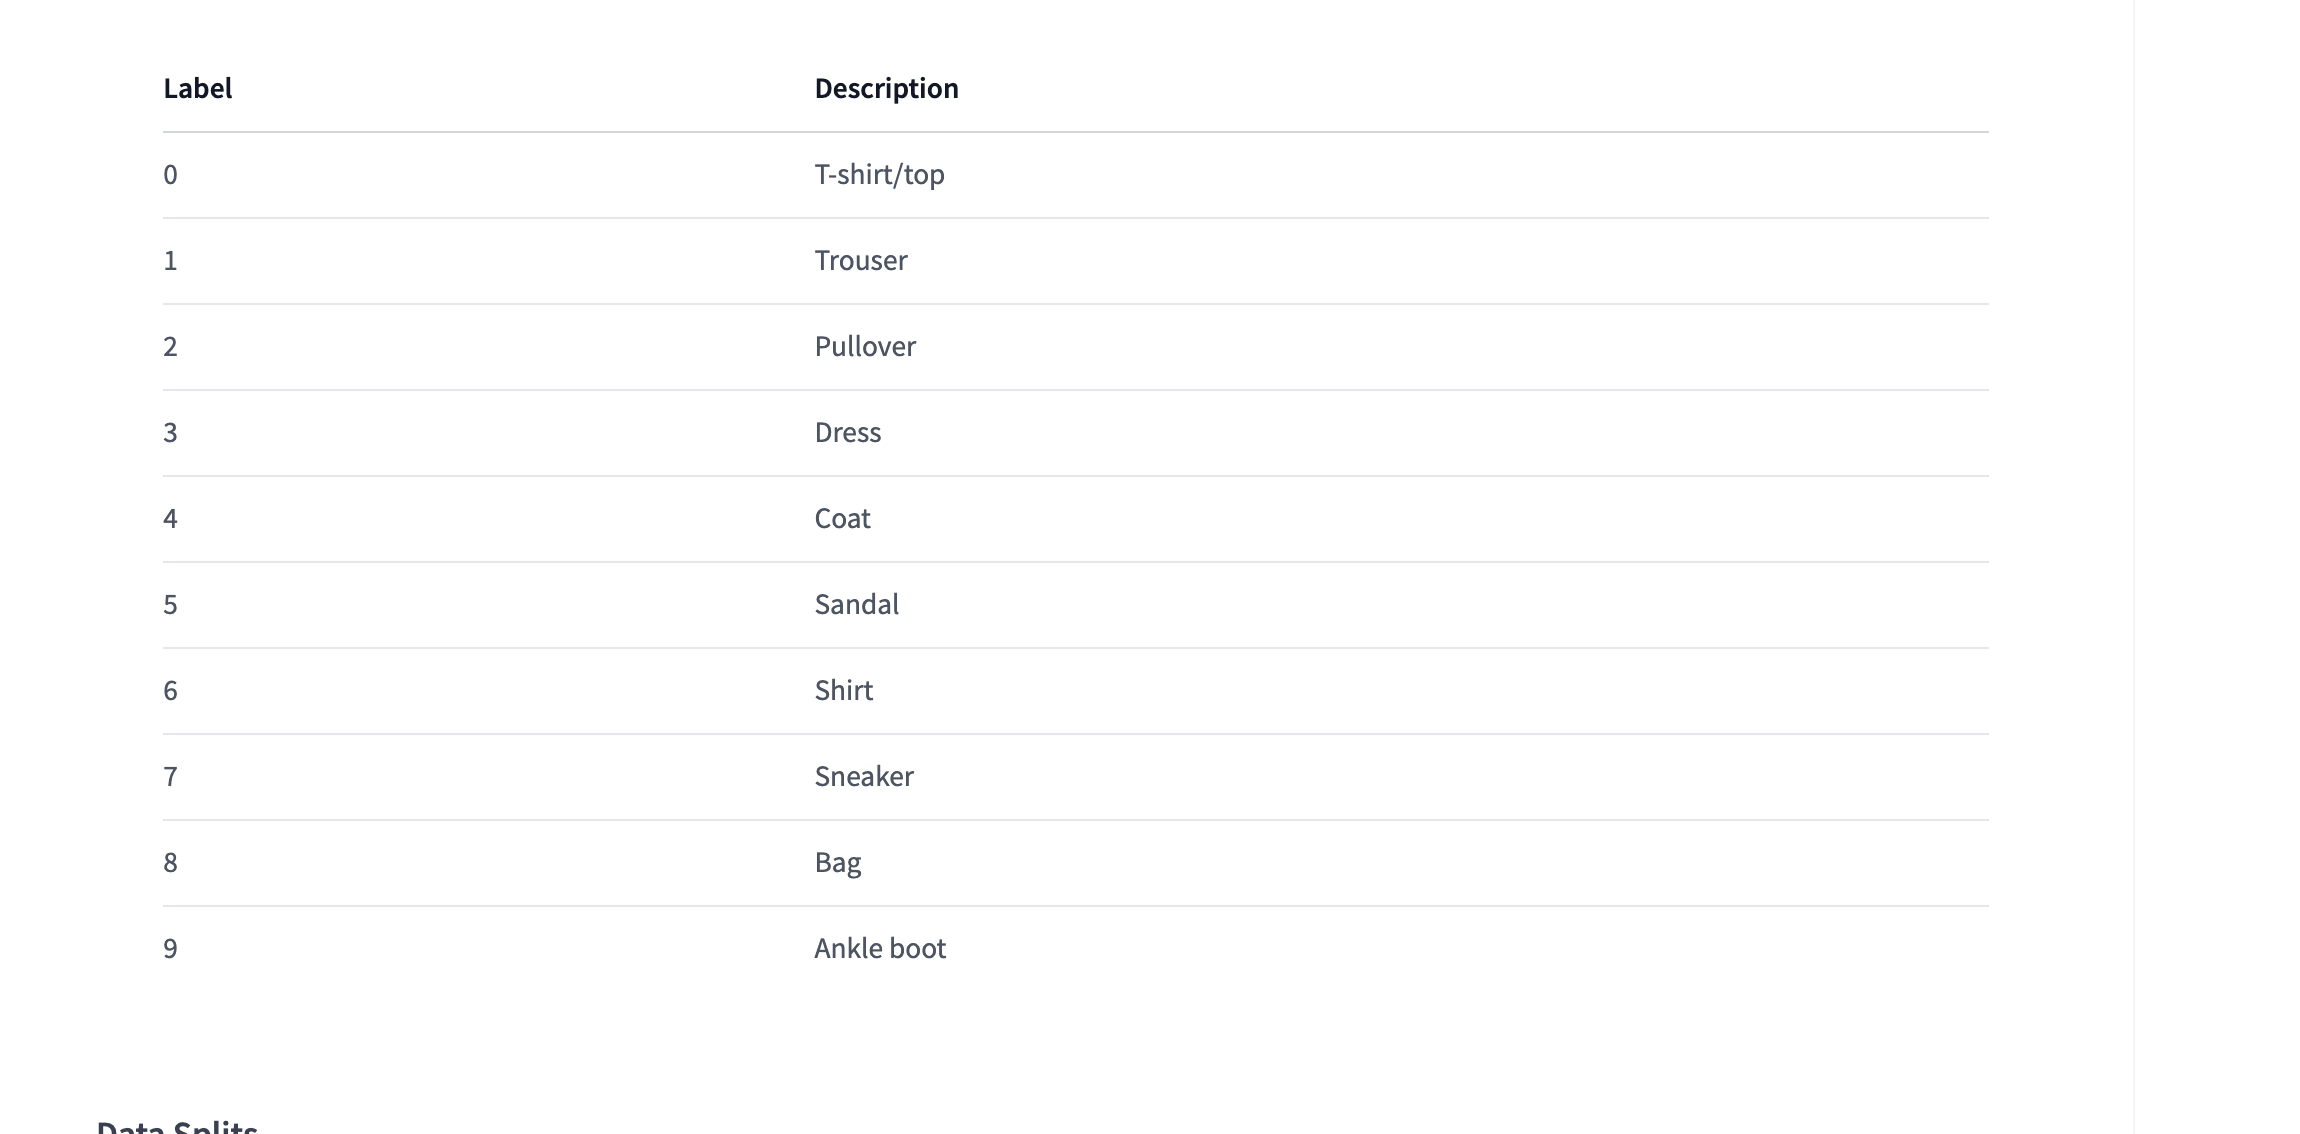 Label Description
0 T-shirt/top
1 Trouser
2 Pullover
3 Dress
4 Coat
5 Sandal
6 Shirt
7 Sneaker
8 Bag
9 Ankle boot
Data Splits